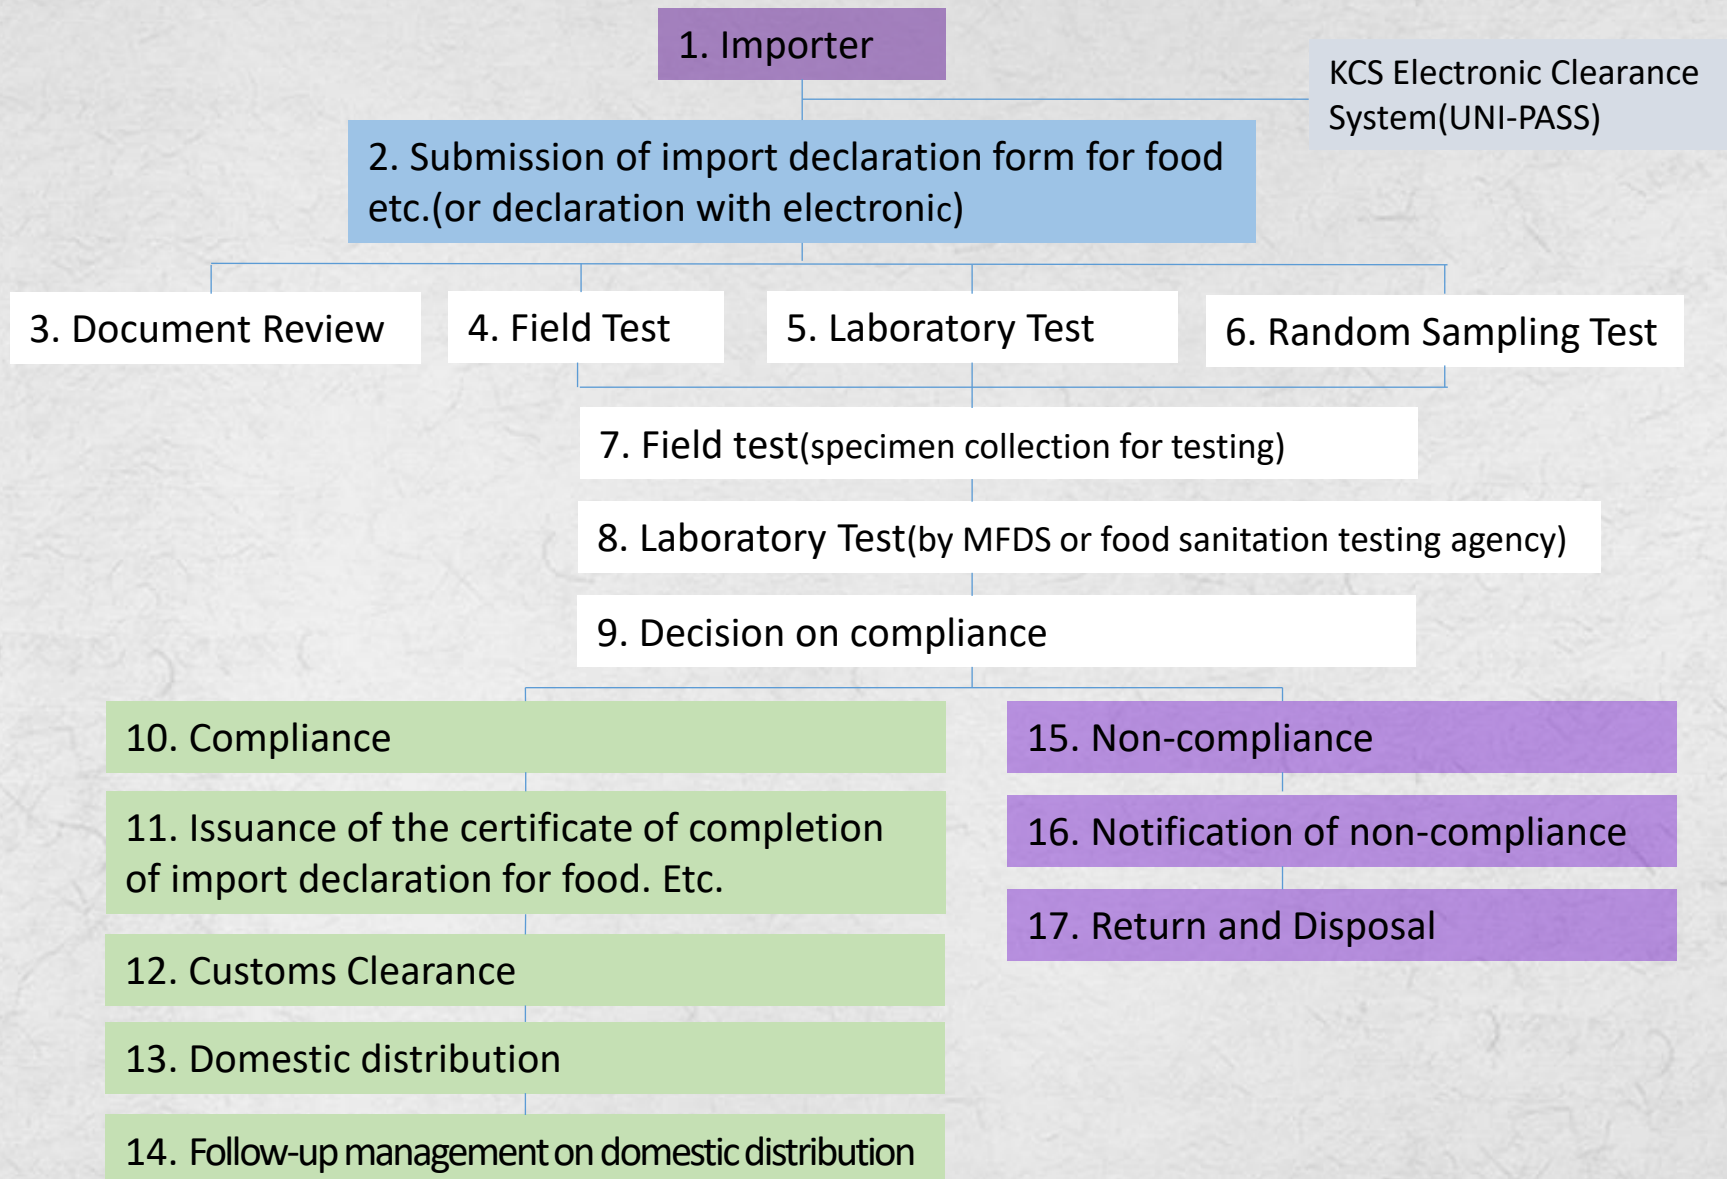 1. Importer
KCS Electronic Clearance
System(UNI-PASS)
2. Submission of import declaration form for food
etc.(or declaration with electronic)
3. Document Review
4. Field Test
5. Laboratory Test
6. Random Sampling Test
7. Field test(specimen collection for testing)
8. Laboratory Test(by MFDS or food sanitation testing agency)
9. Decision on compliance
10. Compliance
11. Issuance of the certificate of completion
of import declaration for food. Etc.
12. Customs Clearance
13. Domestic distribution
14. Follow-up management on domestic distribution
15. Non-compliance
16. Notification of non-compliance
17. Return and Disposal